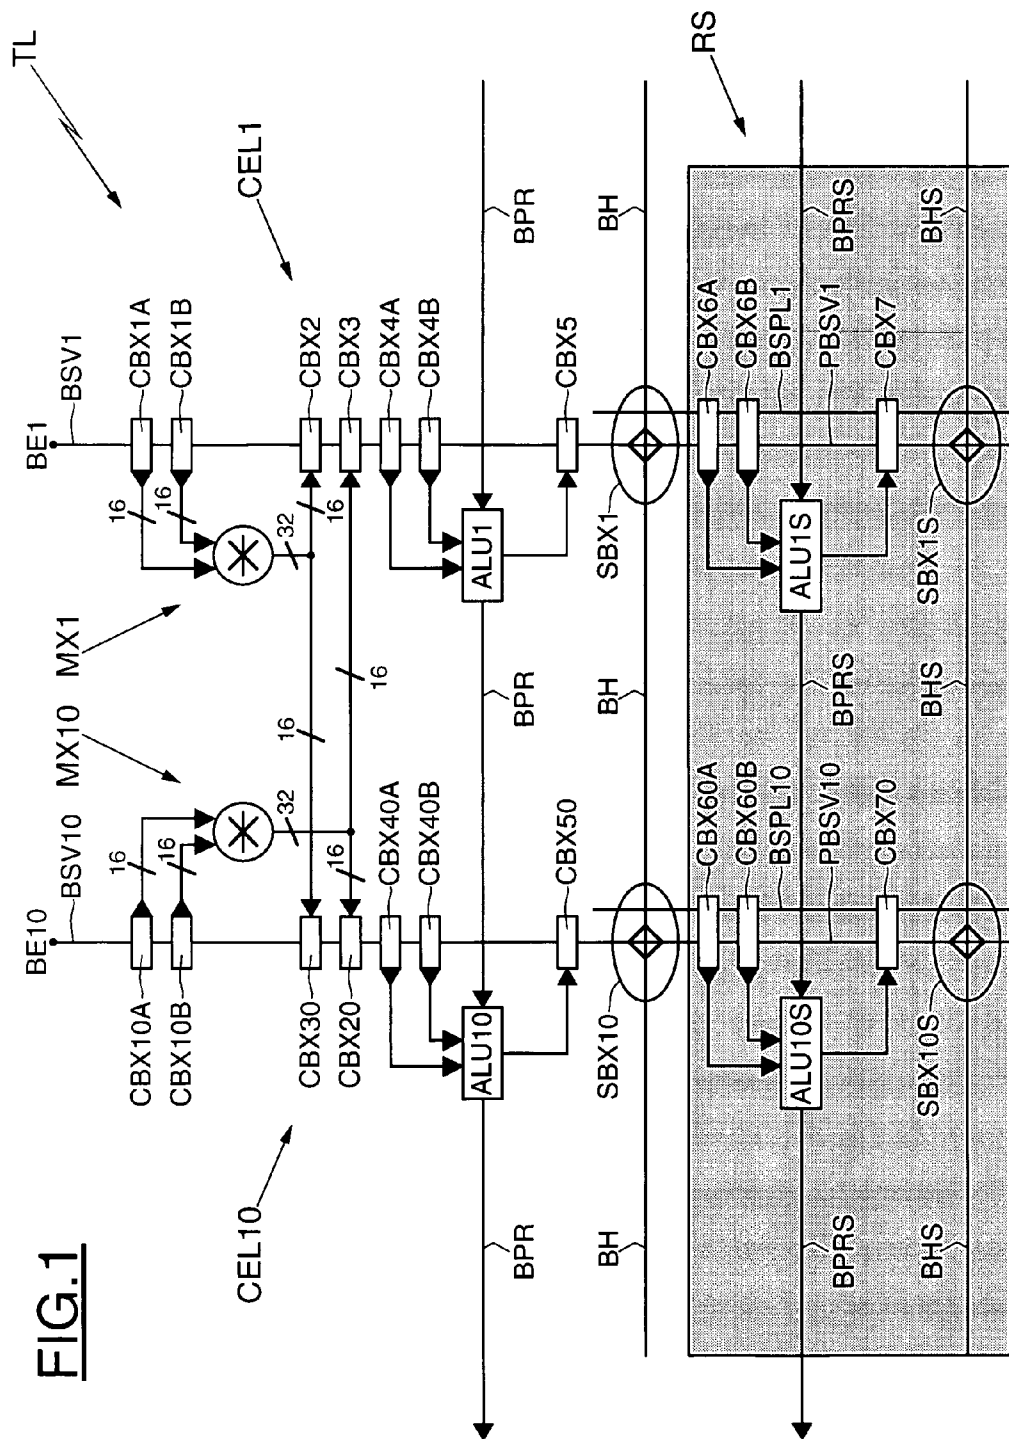 FIG.1
TL
BE10
BSV10
MX10
MX1
BE1
BSV1
CBX10A
CBX10B
16
16
16
16
CBX1A
CBX1B
CEL10
CEL1
32
32
CBX30
CBX20
16
16
16
16
CBX2
CBX3
CBX40A
CBX40B
CBX4A
CBX4B
ALU10
ALU1
BPR
BPR
BPR
CBX50
CBX5
SBX10
SBX1
BH
BH
BH
RS
CBX60A
CBX60B
BSPL10
PBSV10
CBX70
CBX6A
CBX6B
BSPL1
PBSV1
CBX7
ALU10S
ALU1S
BPRS
BPRS
BPRS
SBX10S
SBX1S
BHS
BHS
BHS